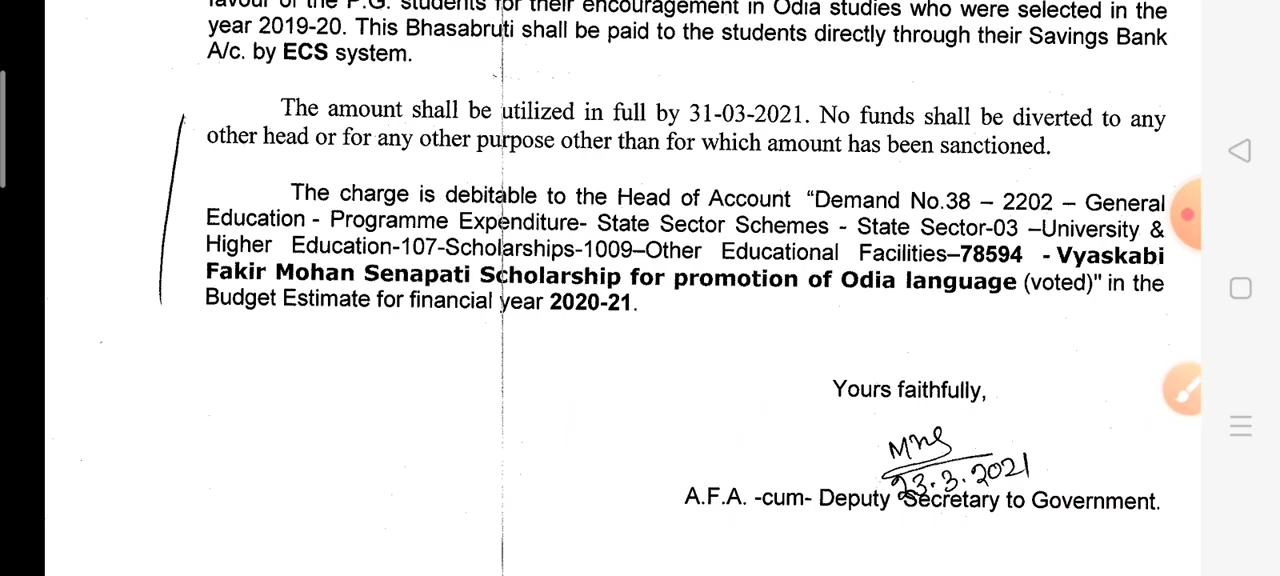 favour of the P.G. students for their encouragement in Odia studies who were selected in the
year 2019-20. This Bhasabruti shall be paid to the students directly through their Savings Bank
A/c. by ECS system.
The amount shall be utilized in full by 31-03-2021. No funds shall be diverted to any
other head or for any other purpose other than for which amount has been sanctioned.
The charge is debitable to the Head of Account “Demand No.38 – 2202 – General
Education - Programme Expenditure- State Sector Schemes - State Sector-03 –University &
Higher Education-107-Scholarships-1009–Other Educational Facilities–78594 - Vyaskabi
Fakir Mohan Senapati Scholarship for promotion of Odia language (voted)" in the
Budget Estimate for financial year 2020-21.
Yours faithfully,
23.3.2021
A.F.A. -cum- Deputy Secretary to Government.